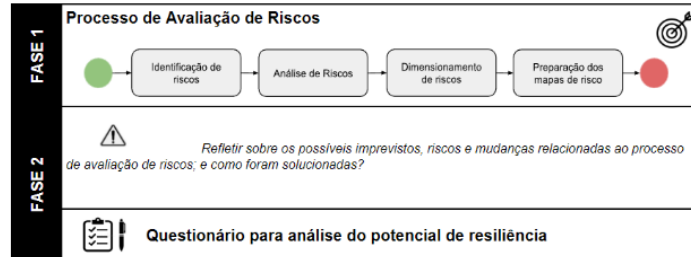 FASE 1
Processo de Avaliação de Riscos
Identificação de
riscos
Análise de Riscos
Dimensionamento
de riscos
Preparação dos
mapas de risco
FASE 2
Refletir sobre os possíveis imprevistos, riscos e mudanças relacionadas ao processo
de avaliação de riscos; e como foram solucionadas?
Questionário para análise do potencial de resiliência